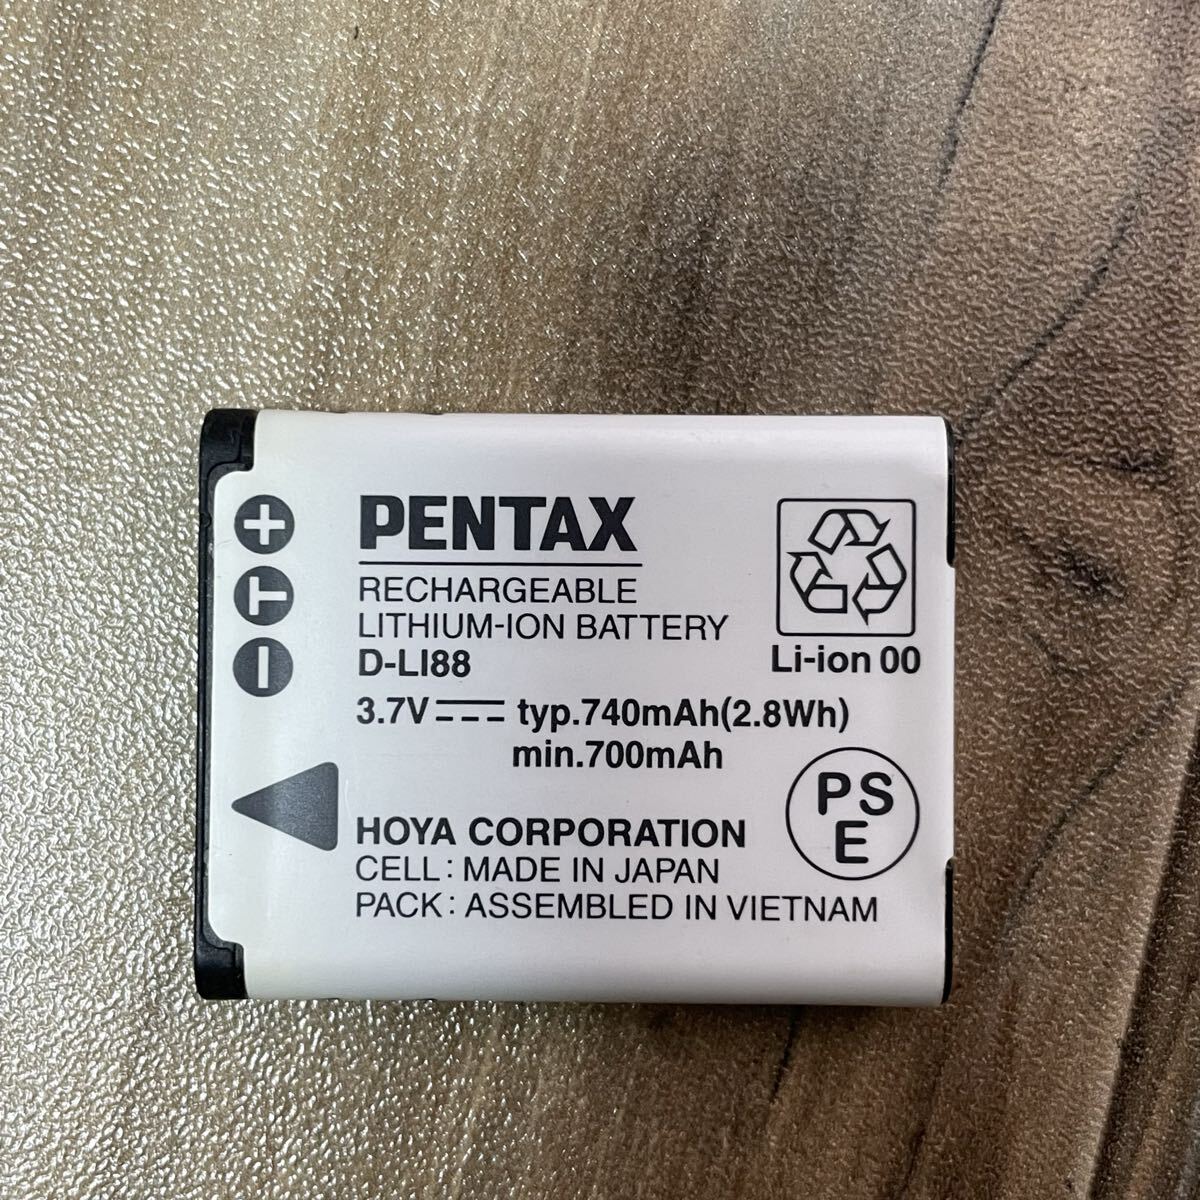 PENTAX
RECHARGEABLE
LITHIUM-ION BATTERY
D-LI88
3.7V⎓ typ.740mAh(2.8Wh)
min.700mAh
HOYA CORPORATION
CELL : MADE IN JAPAN
PACK : ASSEMBLED IN VIETNAM
+
T
−
Li-ion 00
PS
E